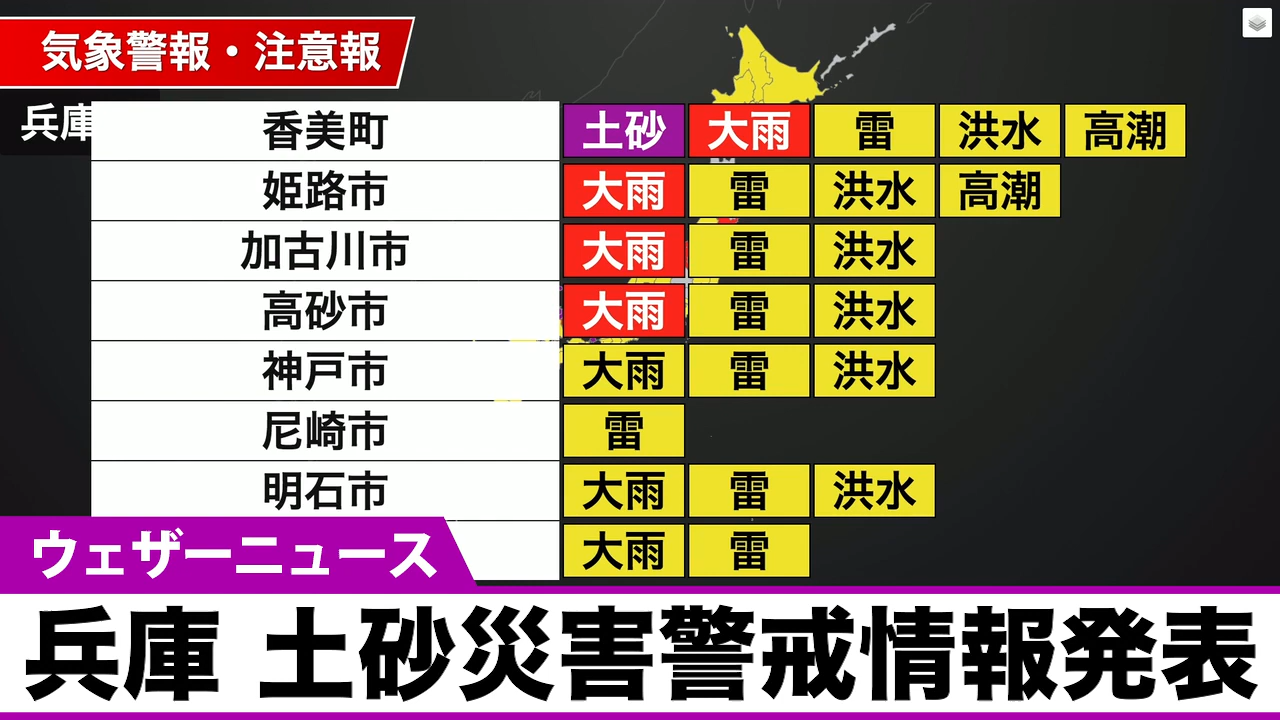 気象警報・注意報
兵庫
香美町 土砂 大雨 雷 洪水 高潮
姫路市 大雨 雷 洪水 高潮
加古川市 大雨 雷 洪水
高砂市 大雨 雷 洪水
神戸市 大雨 雷 洪水
尼崎市 雷
明石市 大雨 雷 洪水
大雨 雷
ウェザーニュース
兵庫 土砂災害警戒情報発表